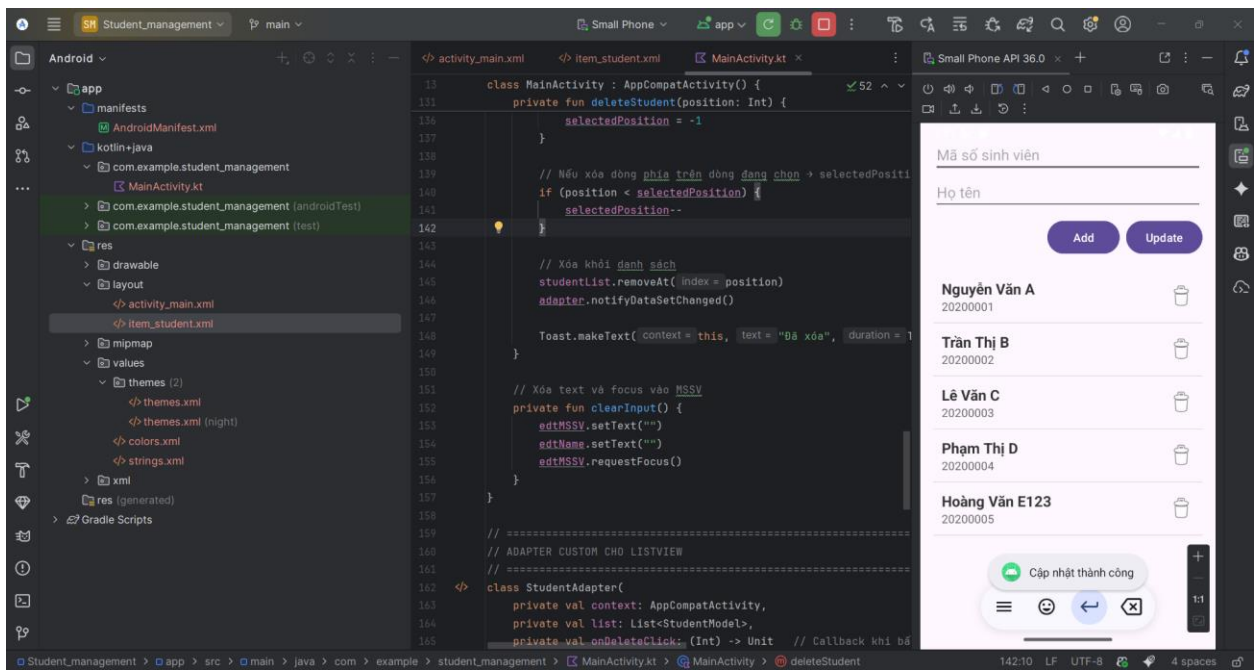 SM Student_management main Small Phone app
Android
app
manifests
AndroidManifest.xml
kotlin+java
com.example.student_management
MainActivity.kt
com.example.student_management (androidTest)
com.example.student_management (test)
res
drawable
layout
activity_main.xml
item_student.xml
mipmap
values
themes (2)
themes.xml
themes.xml (night)
colors.xml
strings.xml
xml
res (generated)
Gradle Scripts
activity_main.xml item_student.xml MainActivity.kt
52
13 class MainActivity : AppCompatActivity() {
131 private fun deleteStudent(position: Int) {
136 selectedPosition = -1
137 }
138
139 // Nếu xóa dòng phía trên dòng đang chọn → selectedPositi
140 if (position < selectedPosition) {
141 selectedPosition--
142 }
143
144 // Xóa khỏi danh sách
145 studentList.removeAt( index = position)
146 adapter.notifyDataSetChanged()
147
148 Toast.makeText( context = this, text = "Đã xóa", duration = T
149 }
150
151 // Xóa text và focus vào MSSV
152 private fun clearInput() {
153 edtMSSV.setText("")
154 edtName.setText("")
155 edtMSSV.requestFocus()
156 }
157 }
158
159 // ====================================================
160 // ADAPTER CUSTOM CHO LISTVIEW
161 // ====================================================
162 class StudentAdapter(
163 private val context: AppCompatActivity,
164 private val list: List<StudentModel>,
165 private val onDeleteClick: (Int) -> Unit // Callback khi bấ
Small Phone API 36.0
Mã số sinh viên
Họ tên
Add Update
Nguyễn Văn A
20200001
Trần Thị B
20200002
Lê Văn C
20200003
Phạm Thị D
20200004
Hoàng Văn E123
20200005
Cập nhật thành công
1:1
Student_management > app > src > main > java > com > example > student_management > MainActivity.kt > MainActivity > deleteStudent 142:10 LF UTF-8 4 spaces